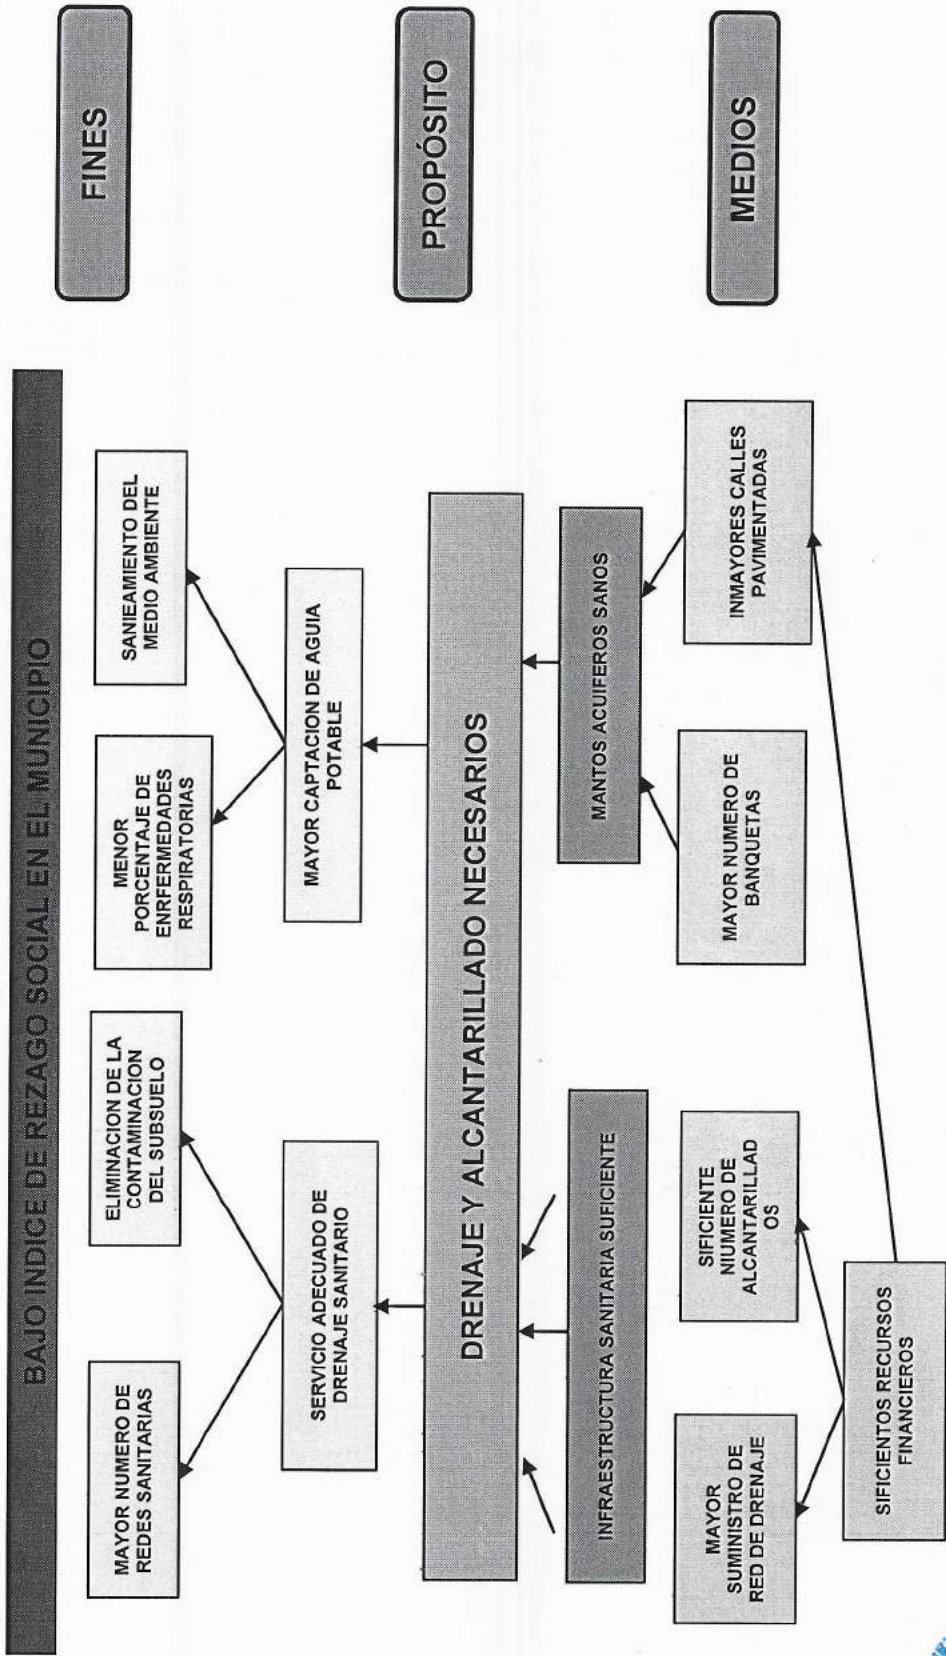 BAJO INDICE DE REZAGO SOCIAL EN EL MUNICIPIO
FINES
MAYOR NUMERO DE
REDES SANITARIAS
ELIMINACION DE LA
CONTAMINACION
DEL SUBSUELO
MENOR
PORCENTAJE DE
ENRFERMEDADES
RESPIRATORIAS
SANIEAMIENTO DEL
MEDIO AMBIENTE
SERVICIO ADECUADO DE
DRENAJE SANITARIO
MAYOR CAPTACION DE AGUIA
POTABLE
DRENAJE Y ALCANTARILLADO NECESARIOS
PROPÓSITO
INFRAESTRUCTURA SANITARIA SUFICIENTE
MANTOS ACUIFEROS SANOS
MAYOR
SUMINISTRO DE
RED DE DRENAJE
SIFICIENTE
NIUMERO DE
ALCANTARILLAD
OS
MAYOR NUMERO DE
BANQUETAS
INMAYORES CALLES
PAVIMENTADAS
MEDIOS
SIFICIENTOS RECURSOS
FINANCIEROS